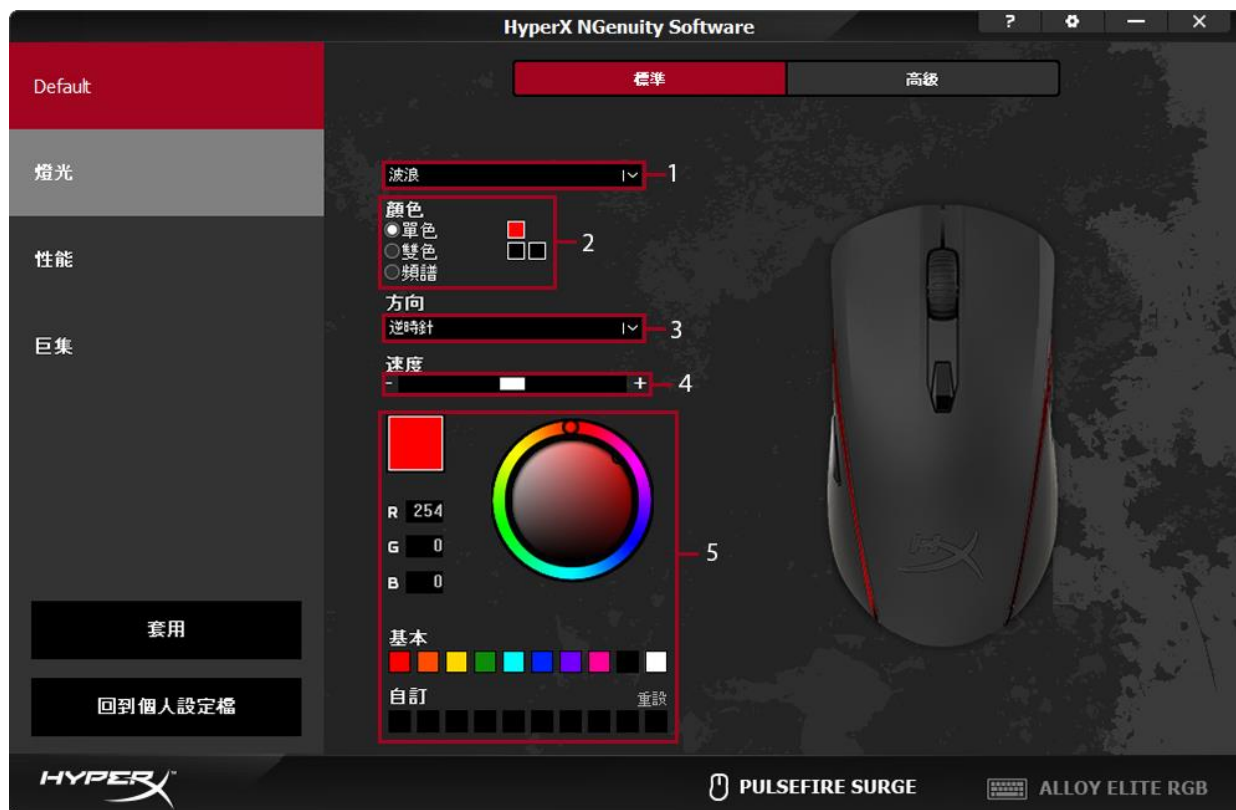 HyperX NGenuity Software
?
Default
燈光
性能
巨集
套用
回到個人設定檔
標準
高級
波浪
1
顏色
單色
雙色
頻譜
2
方向
逆時針
3
速度
- + 4
R 254
G 0
B 0
5
基本
自訂 重設
HYPERX™
PULSEFIRE SURGE
ALLOY ELITE RGB